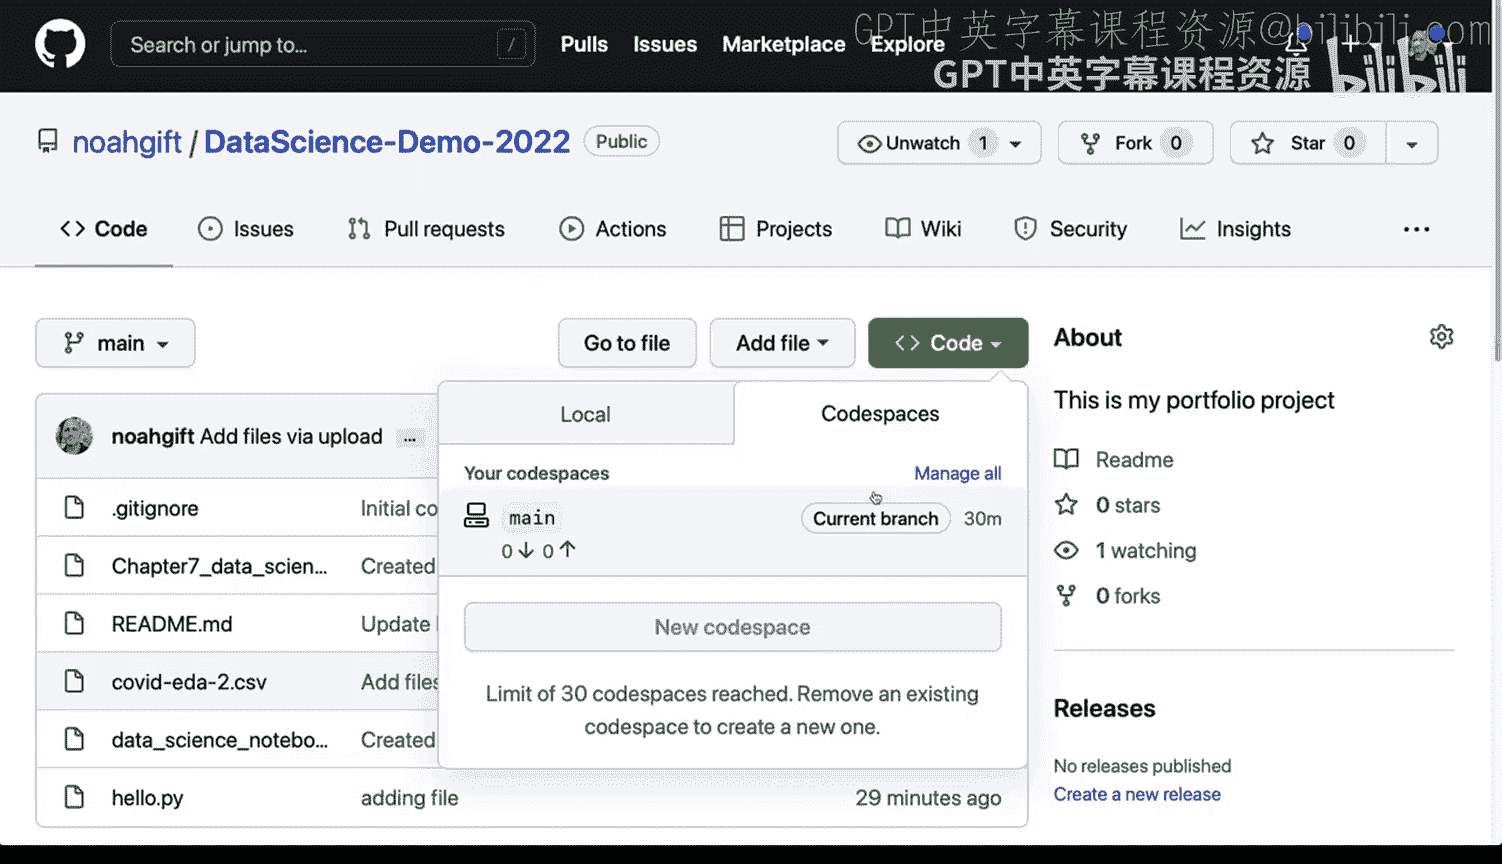 GPT中英字幕课程资源@bilibili.com
Search or jump to... /
Pulls Issues Marketplace Explore
GPT中英字幕课程资源 bilibili
noahgift / DataScience-Demo-2022 Public
Unwatch 1 Fork 0 Star 0
Code Issues Pull requests Actions Projects Wiki Security Insights ...
main Go to file Add file Code
Local Codespaces
Your codespaces Manage all
main Current branch 30m
0 ↓ 0 ↑
New codespace
Limit of 30 codespaces reached. Remove an existing
codespace to create a new one.
noahgift Add files via upload ...
.gitignore Initial co
Chapter7_data_scien... Created
README.md Update
covid-eda-2.csv Add files
data_science_notebo... Created
hello.py adding file 29 minutes ago
About
This is my portfolio project
Readme
0 stars
1 watching
0 forks
Releases
No releases published
Create a new release